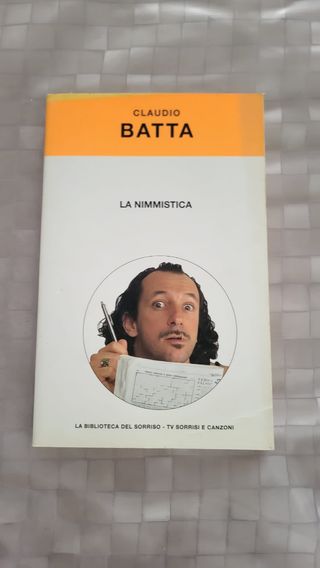 CLAUDIO
BATTA
LA NIMMISTICA
LA BIBLIOTECA DEL SORRISO - TV SORRISI E CANZONI